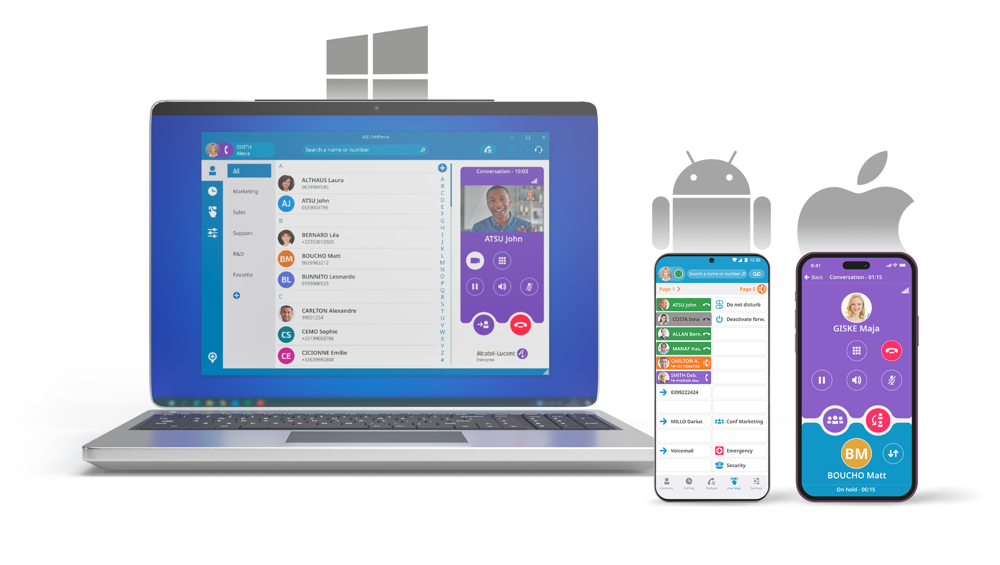 ALE SoftPhone
SMITH
Alexia
Search a name or number
All
Marketing
Sales
Support
R&D
Favorite
A
ALTHAUS Laura
0639984545
AJ
ATSU John
0199009798
B
BERNARD Léa
+33353012020
BM
BOUCHO Matt
0639983212
BL
BUNNITO Leonardo
0199006523
C
CARLTON Alexandre
99001234
CS
CEMO Sophie
+33199008786
CE
CICIONNE Emilie
+33639980808
A
B
C
D
E
F
G
H
I
J
K
L
M
N
O
P
Q
R
S
T
U
V
W
X
Y
Z
#
Conversation - 10:03
ATSU John
Alcatel-Lucent
Enterprise
12:30
Search a name or number
Page 1
Page 5
ATSU John
Do not disturb
COSTA Inna
Deactivate forw.
ALLAN Bern.
MANAF Has.
CARLTON A.
+33 155667788
SMITH Deb.
PHOENIX Alex
0399222424
MILLO Darius
Conf Marketing
Voicemail
Emergency
Security
Contacts
Call log
Dialpad
User keys
Settings
9:41
Back
Conversation - 01:15
GISKE Maja
BM
BOUCHO Matt
On hold - 00:15